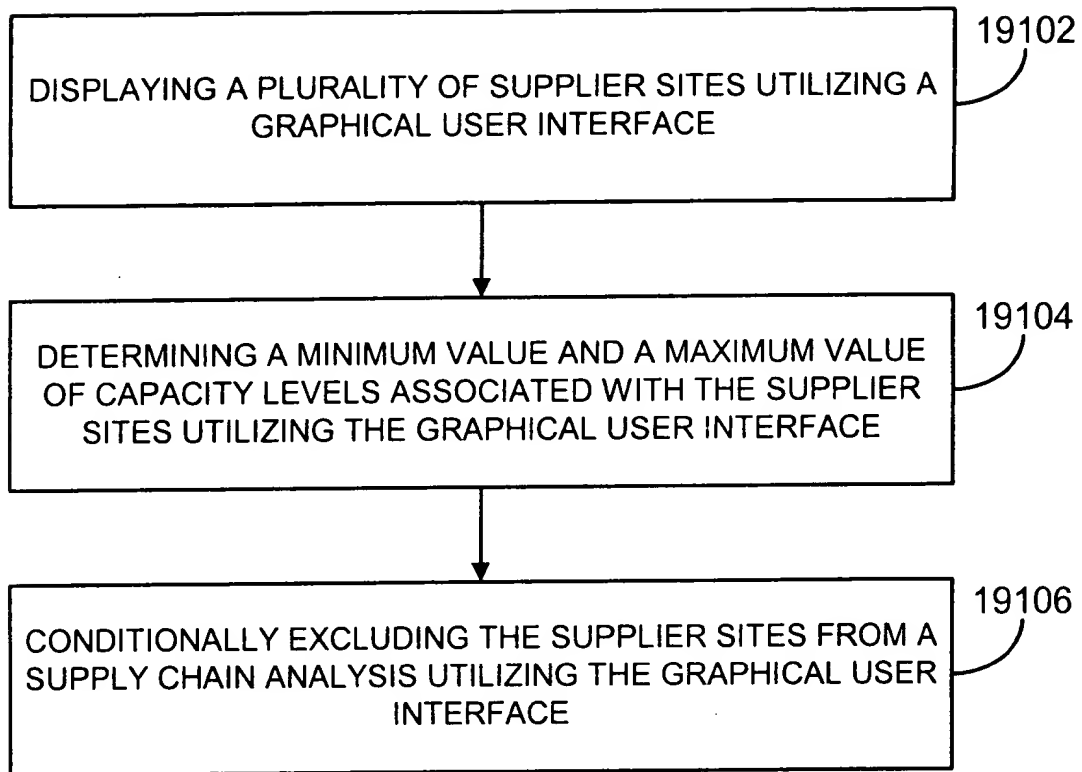 19102
DISPLAYING A PLURALITY OF SUPPLIER SITES UTILIZING A
GRAPHICAL USER INTERFACE
19104
DETERMINING A MINIMUM VALUE AND A MAXIMUM VALUE
OF CAPACITY LEVELS ASSOCIATED WITH THE SUPPLIER
SITES UTILIZING THE GRAPHICAL USER INTERFACE
19106
CONDITIONALLY EXCLUDING THE SUPPLIER SITES FROM A
SUPPLY CHAIN ANALYSIS UTILIZING THE GRAPHICAL USER
INTERFACE